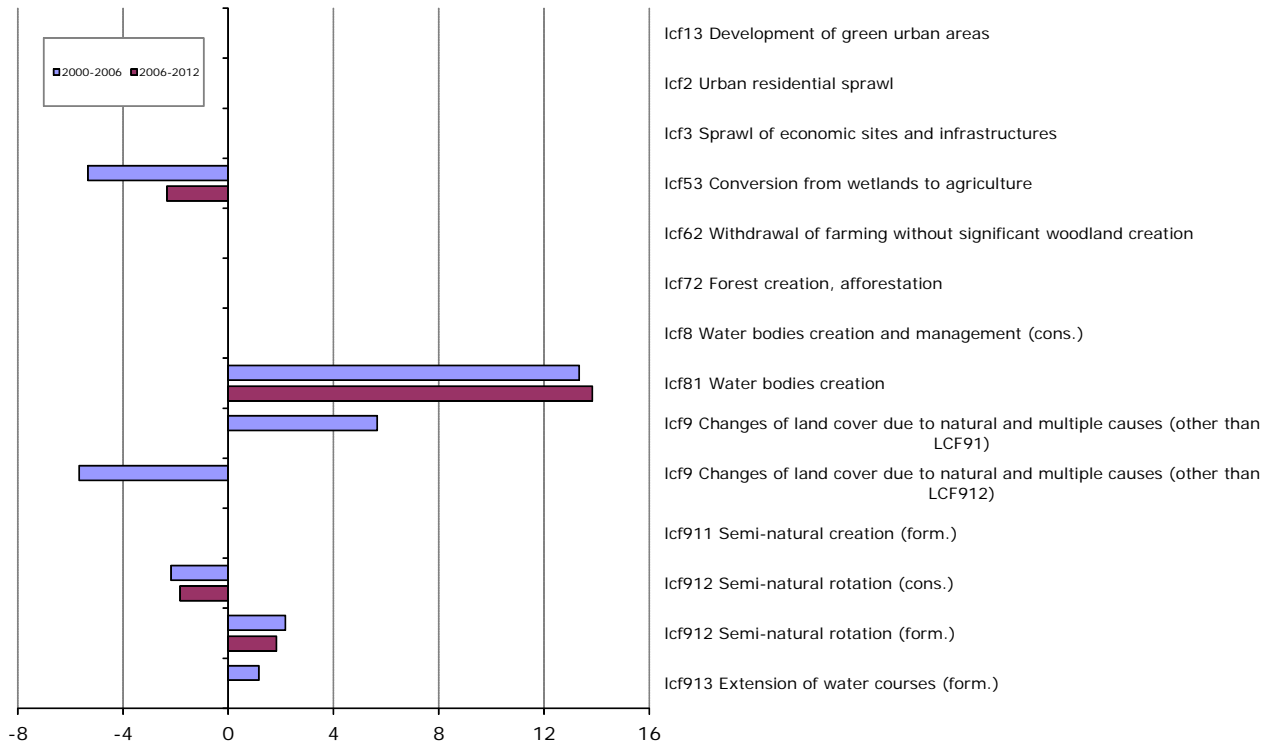 lcf13 Development of green urban areas
2000-2006 2006-2012
lcf2 Urban residential sprawl
lcf3 Sprawl of economic sites and infrastructures
lcf53 Conversion from wetlands to agriculture
lcf62 Withdrawal of farming without significant woodland creation
lcf72 Forest creation, afforestation
lcf8 Water bodies creation and management (cons.)
lcf81 Water bodies creation
lcf9 Changes of land cover due to natural and multiple causes (other than
LCF91)
lcf9 Changes of land cover due to natural and multiple causes (other than
LCF912)
lcf911 Semi-natural creation (form.)
lcf912 Semi-natural rotation (cons.)
lcf912 Semi-natural rotation (form.)
lcf913 Extension of water courses (form.)
-8 -4 0 4 8 12 16